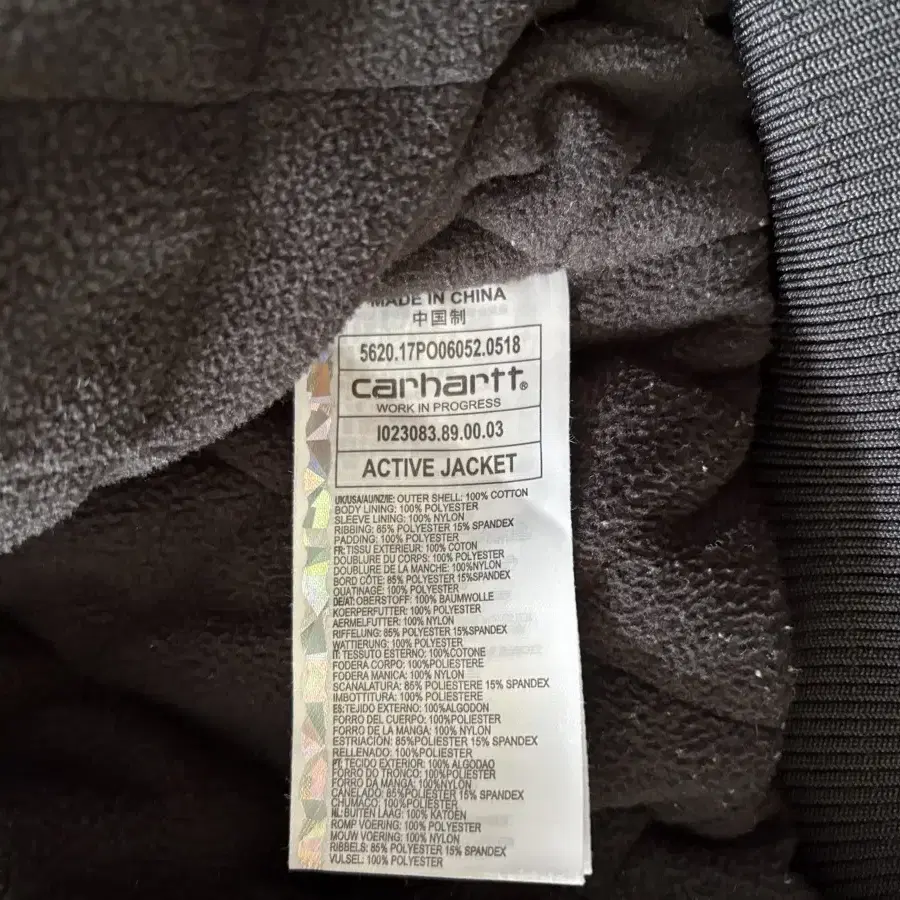 MADE IN CHINA
中国制
5620.17PO06052.0518
carhartt®
WORK IN PROGRESS
I023083.89.00.03
ACTIVE JACKET
UK/USA/AU/NZ/IE: OUTER SHELL: 100% COTTON
BODY LINING: 100% POLYESTER
SLEEVE LINING: 100% NYLON
RIBBING: 85% POLYESTER 15% SPANDEX
PADDING: 100% POLYESTER
FR: TISSU EXTERIEUR: 100% COTON
DOUBLURE DU CORPS: 100% POLYESTER
DOUBLURE DE LA MANCHE: 100%NYLON
BORD CÔTE: 85% POLYESTER 15%SPANDEX
OUATINAGE: 100% POLYESTER
DE/AT: OBERSTOFF: 100% BAUMWOLLE
KOERPERFUTTER: 100% POLYESTER
AERMELFUTTER: 100% NYLON
RIFFELUNG: 85% POLYESTER 15%SPANDEX
WATTIERUNG: 100% POLYESTER
IT: TESSUTO ESTERNO: 100%COTONE
FODERA CORPO: 100%POLIESTERE
FODERA MANICA: 100% NYLON
SCANALATURA: 85% POLIESTERE 15% SPANDEX
IMBOTTITURA: 100% POLIESTERE
ES:TEJIDO EXTERNO: 100%ALGODON
FORRO DEL CUERPO: 100%POLIESTER
FORRO DE LA MANGA: 100% NYLON
ESTRIACIÓN: 85%POLIESTER 15% SPANDEX
RELLENADO: 100% POLIESTER
PT: TECIDO EXTERIOR: 100% ALGODAO
FORRO DO TRONCO: 100%POLIESTER
FORRO DA MANGA: 100%NYLON
CANELADO: 85%POLIESTER 15% SPANDEX
CHUMAÇO: 100%POLIESTER
NL: BUITEN LAAG: 100% KATOEN
ROMP VOERING: 100% POLYESTER
MOUW VOERING: 100% NYLON
RIBBELS: 85% POLYESTER 15% SPANDEX
VULSEL: 100% POLYESTER